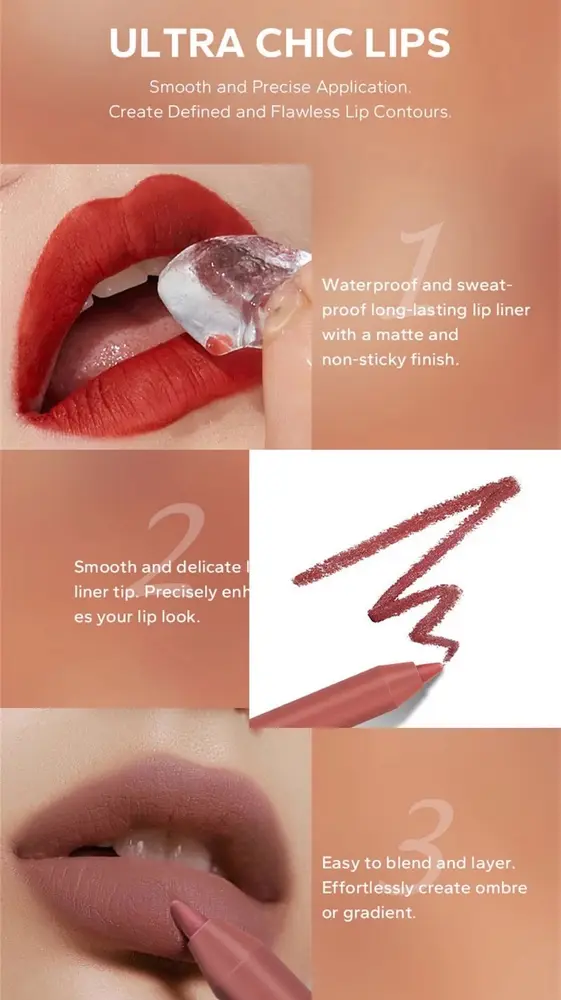 ULTRA CHIC LIPS
Smooth and Precise Application.
Create Defined and Flawless Lip Contours.
1
Waterproof and sweat-
proof long-lasting lip liner
with a matte and
non-sticky finish.
2
Smooth and delicate l
liner tip. Precisely enh
es your lip look.
3
Easy to blend and layer.
Effortlessly create ombre
or gradient.